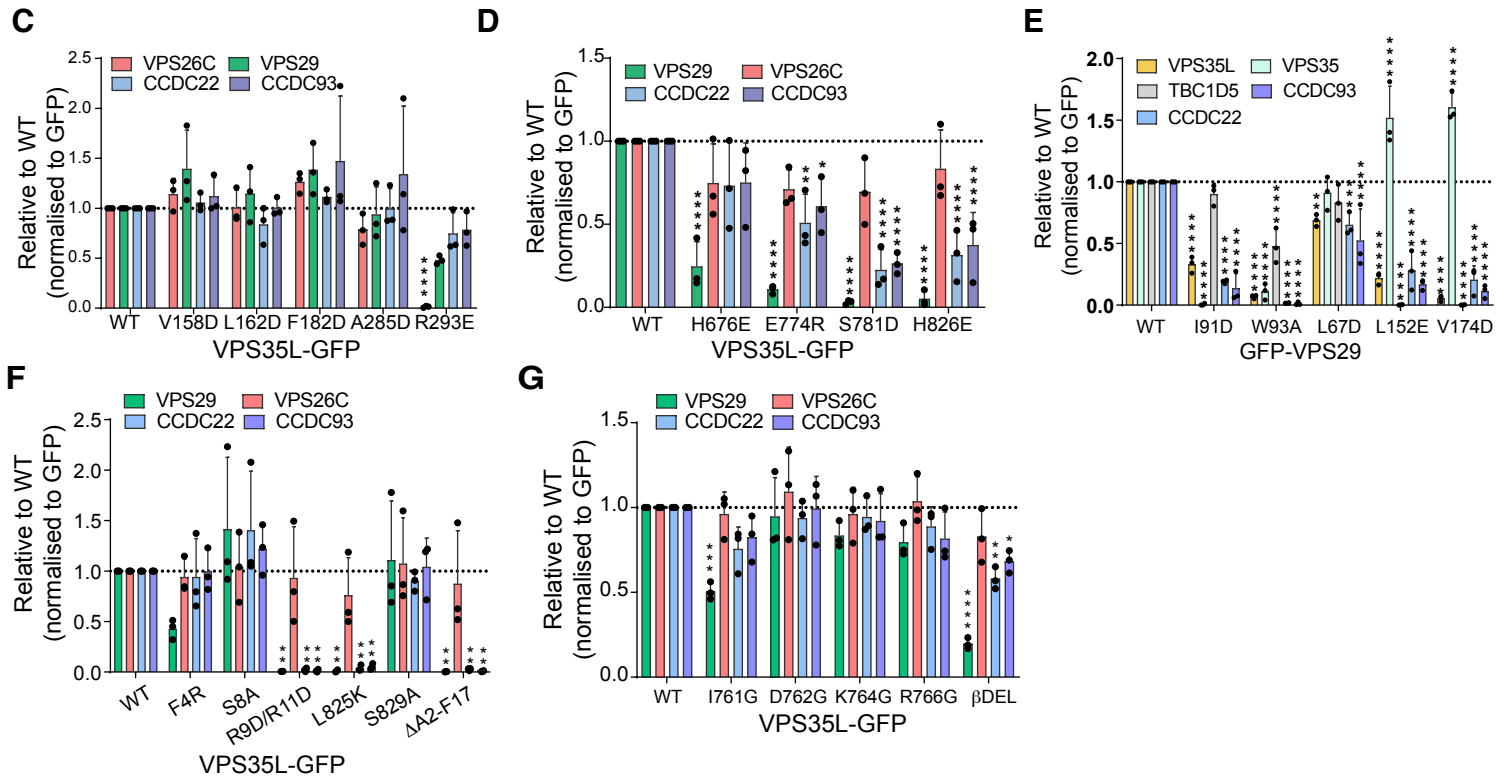 C
Relative to WT
(normalised to GFP)
2.5
2.0
1.5
1.0
0.5
0.0
VPS26C
VPS29
CCDC22
CCDC93
****
WT
V158D
L162D
F182D
A285D
R293E
VPS35L-GFP
D
Relative to WT
(normalised to GFP)
1.5
1.0
0.5
0.0
VPS29
VPS26C
CCDC22
CCDC93
****
****
**
*
****
****
****
****
****
****
WT
H676E
E774R
S781D
H826E
VPS35L-GFP
E
Relative to WT
(normalised to GFP)
2.0
1.5
1.0
0.5
0.0
VPS35L
VPS35
TBC1D5
CCDC93
CCDC22
WT
I91D
W93A
L67D
L152E
V174D
GFP-VPS29
F
Relative to WT
(normalised to GFP)
2.5
2.0
1.5
1.0
0.5
0.0
VPS29
VPS26C
CCDC22
CCDC93
**
**
**
**
**
**
**
**
**
WT
F4R
S8A
R9D/R11D
L825K
S829A
ΔA2-F17
VPS35L-GFP
G
Relative to WT
(normalised to GFP)
1.5
1.0
0.5
0.0
VPS29
VPS26C
CCDC22
CCDC93
***
****
**
*
WT
I761G
D762G
K764G
R766G
βDEL
VPS35L-GFP